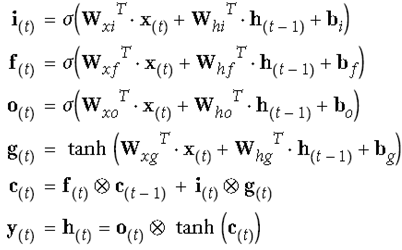 i(t) = σ(Wxi^T · x(t) + Whi^T · h(t − 1) + bi)
f(t) = σ(Wxf^T · x(t) + Whf^T · h(t − 1) + bf)
o(t) = σ(Wxo^T · x(t) + Who^T · h(t − 1) + bo)
g(t) = tanh (Wxg^T · x(t) + Whg^T · h(t − 1) + bg)
c(t) = f(t) ⊗ c(t − 1) + i(t) ⊗ g(t)
y(t) = h(t) = o(t) ⊗ tanh (c(t))